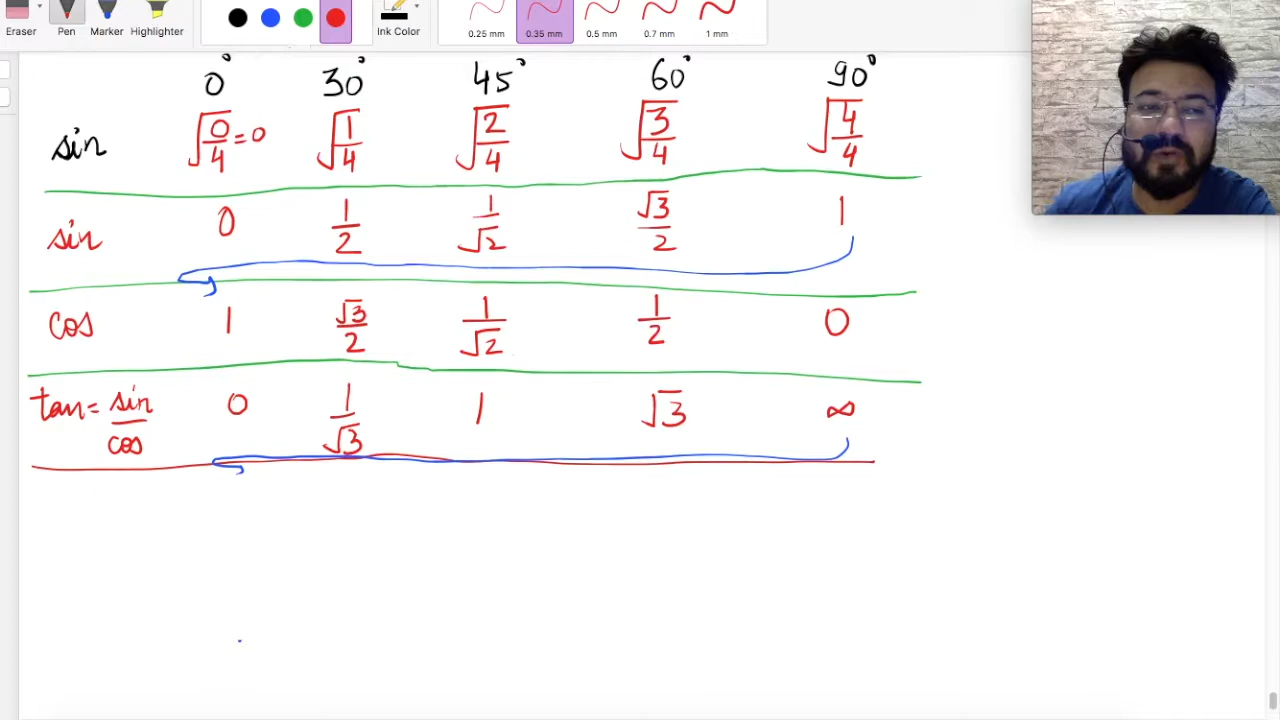 Eraser Pen Marker Highlighter Ink Color 0.25 mm 0.35 mm 0.5 mm 0.7 mm 1 mm
0° 30° 45° 60° 90°
sin √(0/4)=0 √(1/4) √(2/4) √(3/4) √(4/4)
sin 0 1/2 1/√2 √3/2 1
cos 1 √3/2 1/√2 1/2 0
tan= sin/cos 0 1/√3 1 √3 ∞